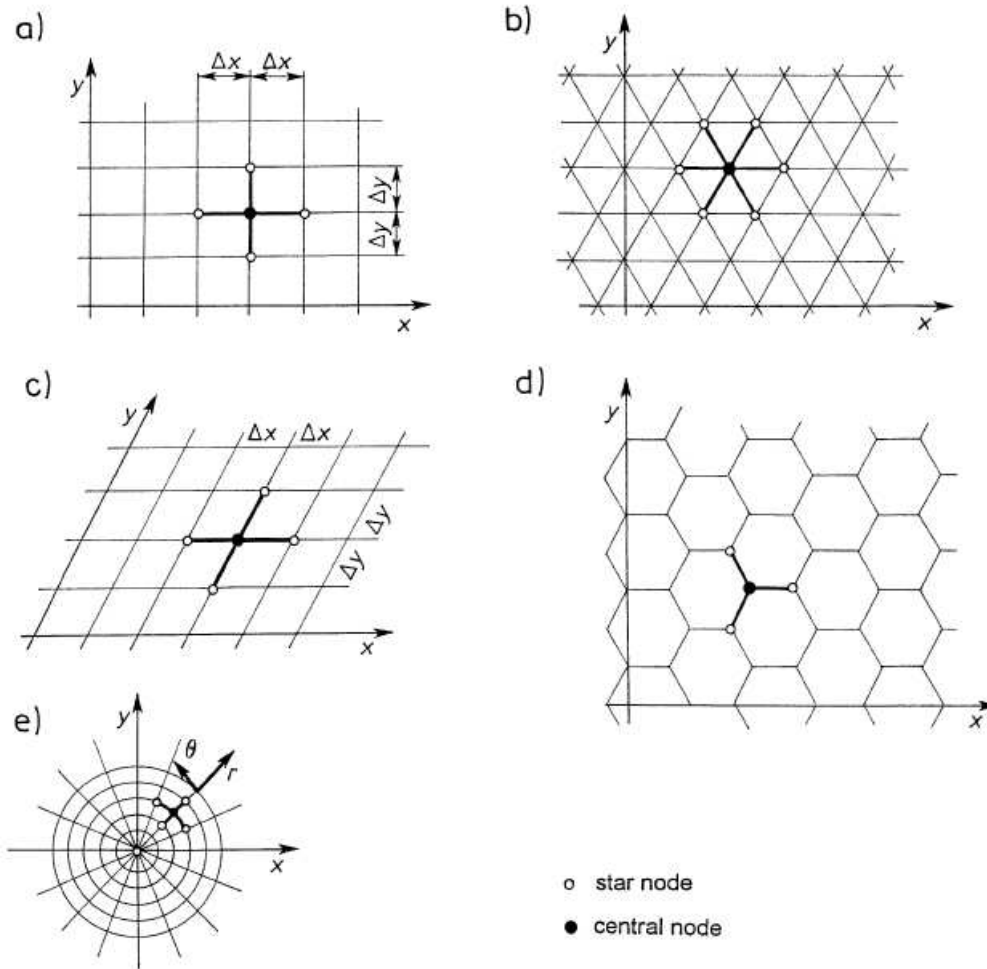 a)
Δx Δx
y
Δy
Δy
x
b)
y
x
c)
y
Δx Δx
Δy
Δy
x
d)
y
x
e)
y
θ
r
x
star node
central node